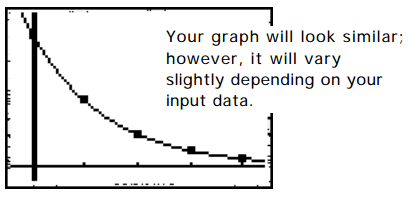 Your graph will look similar;
however, it will vary
slightly depending on your
input data.